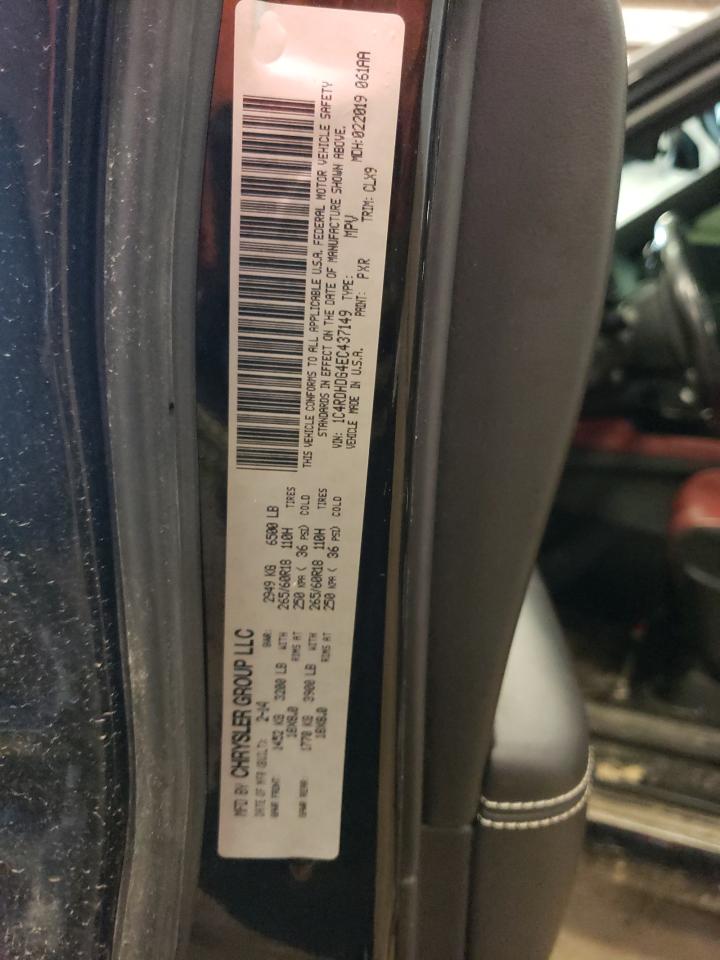 MFD BY CHRYSLER GROUP LLC
DATE OF MFR (BUILT): 2-14 GVWR: 2949 KG 6500 LB
GAWR FRONT: 1452 KG 3200 LB WITH 265/60R18 110H TIRES
18X8.0 RIMS AT 250 KPA ( 36 PSI) COLD
GAWR REAR: 1770 KG 3900 LB WITH 265/60R18 110H TIRES
18X8.0 RIMS AT 250 KPA ( 36 PSI) COLD
THIS VEHICLE CONFORMS TO ALL APPLICABLE U.S.A. FEDERAL MOTOR VEHICLE SAFETY
STANDARDS IN EFFECT ON THE DATE OF MANUFACTURE SHOWN ABOVE.
VIN: 1C4RDHDG4EC437149 TYPE: MPV MDH:022019 061AA
VEHICLE MADE IN U.S.A. PAINT: PXR TRIM: CLX9